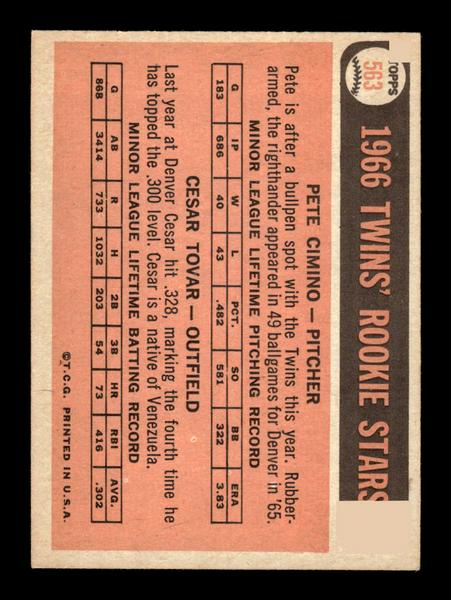 TOPPS
563
1966 TWINS' ROOKIE STARS
PETE CIMINO — PITCHER
Pete is after a bullpen spot with the Twins this year. Rubber-
armed, the righthander appeared in 49 ballgames for Denver in '65.
MINOR LEAGUE LIFETIME PITCHING RECORD
G IP W L PCT. SO BB ERA
183 686 40 43 .482 581 322 3.83
CESAR TOVAR — OUTFIELD
Last year at Denver Cesar hit .328, marking the fourth time he
has topped the .300 level. Cesar is a native of Venezuela.
MINOR LEAGUE LIFETIME BATTING RECORD
G AB R H 2B 3B HR RBI AVG.
868 3414 733 1032 203 54 73 416 .302
©T.C.G. PRINTED IN U.S.A.